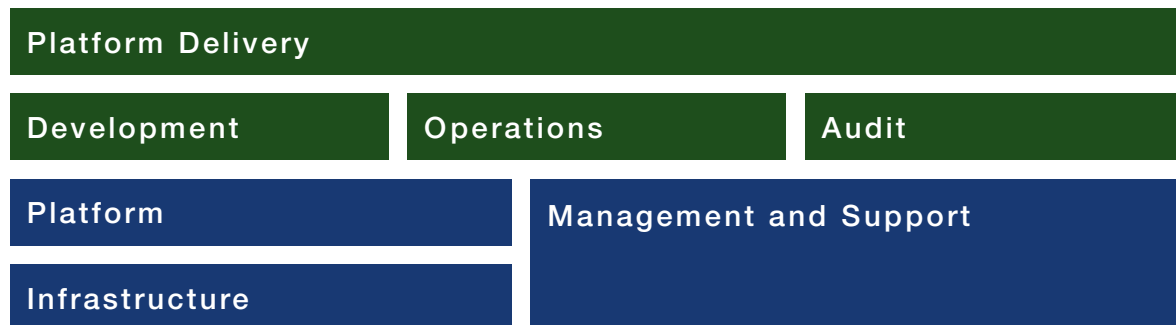 Platform Delivery
Development
Operations
Audit
Platform
Management and Support
Infrastructure